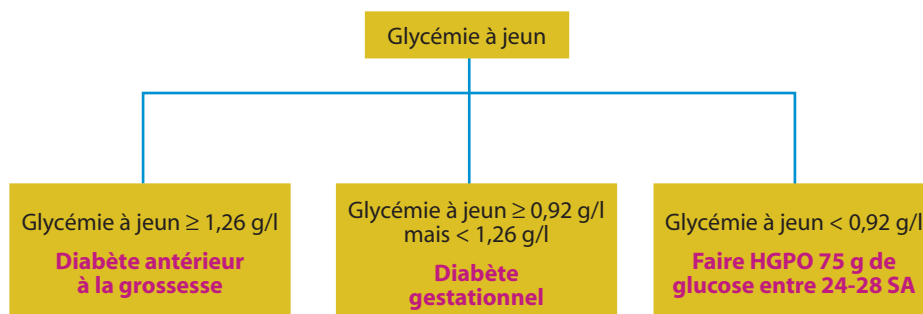 Glycémie à jeun
Glycémie à jeun ≥ 1,26 g/l
Diabète antérieur
à la grossesse
Glycémie à jeun ≥ 0,92 g/l
mais < 1,26 g/l
Diabète
gestationnel
Glycémie à jeun < 0,92 g/l
Faire HGPO 75 g de
glucose entre 24-28 SA